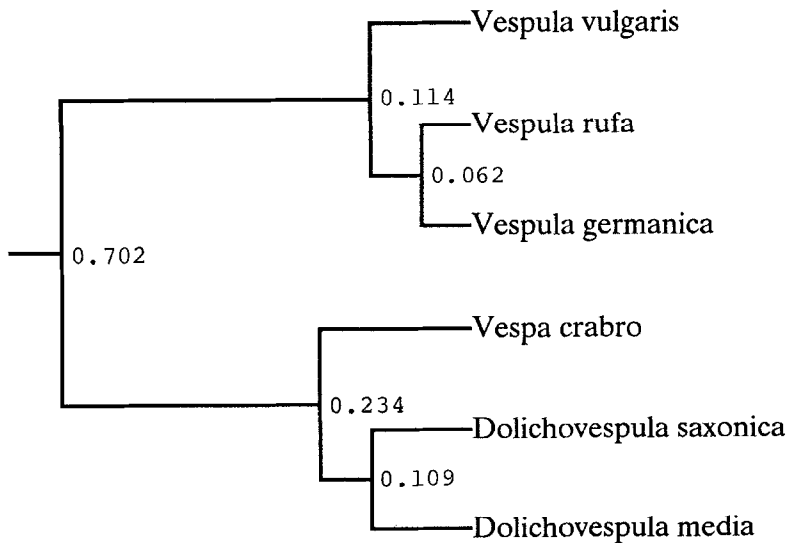 Vespula vulgaris
0.114
Vespula rufa
0.062
Vespula germanica
0.702
Vespa crabro
0.234
Dolichovespula saxonica
0.109
Dolichovespula media